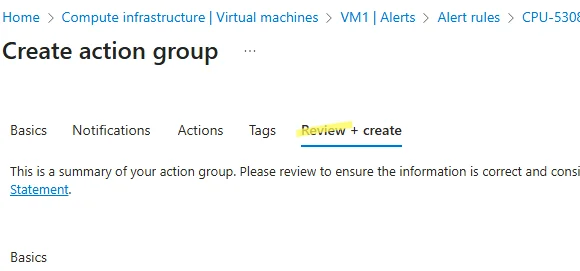 Home > Compute infrastructure | Virtual machines > VM1 | Alerts > Alert rules > CPU-5308
Create action group ...
Basics Notifications Actions Tags Review + create
This is a summary of your action group. Please review to ensure the information is correct and consi
Statement.
Basics